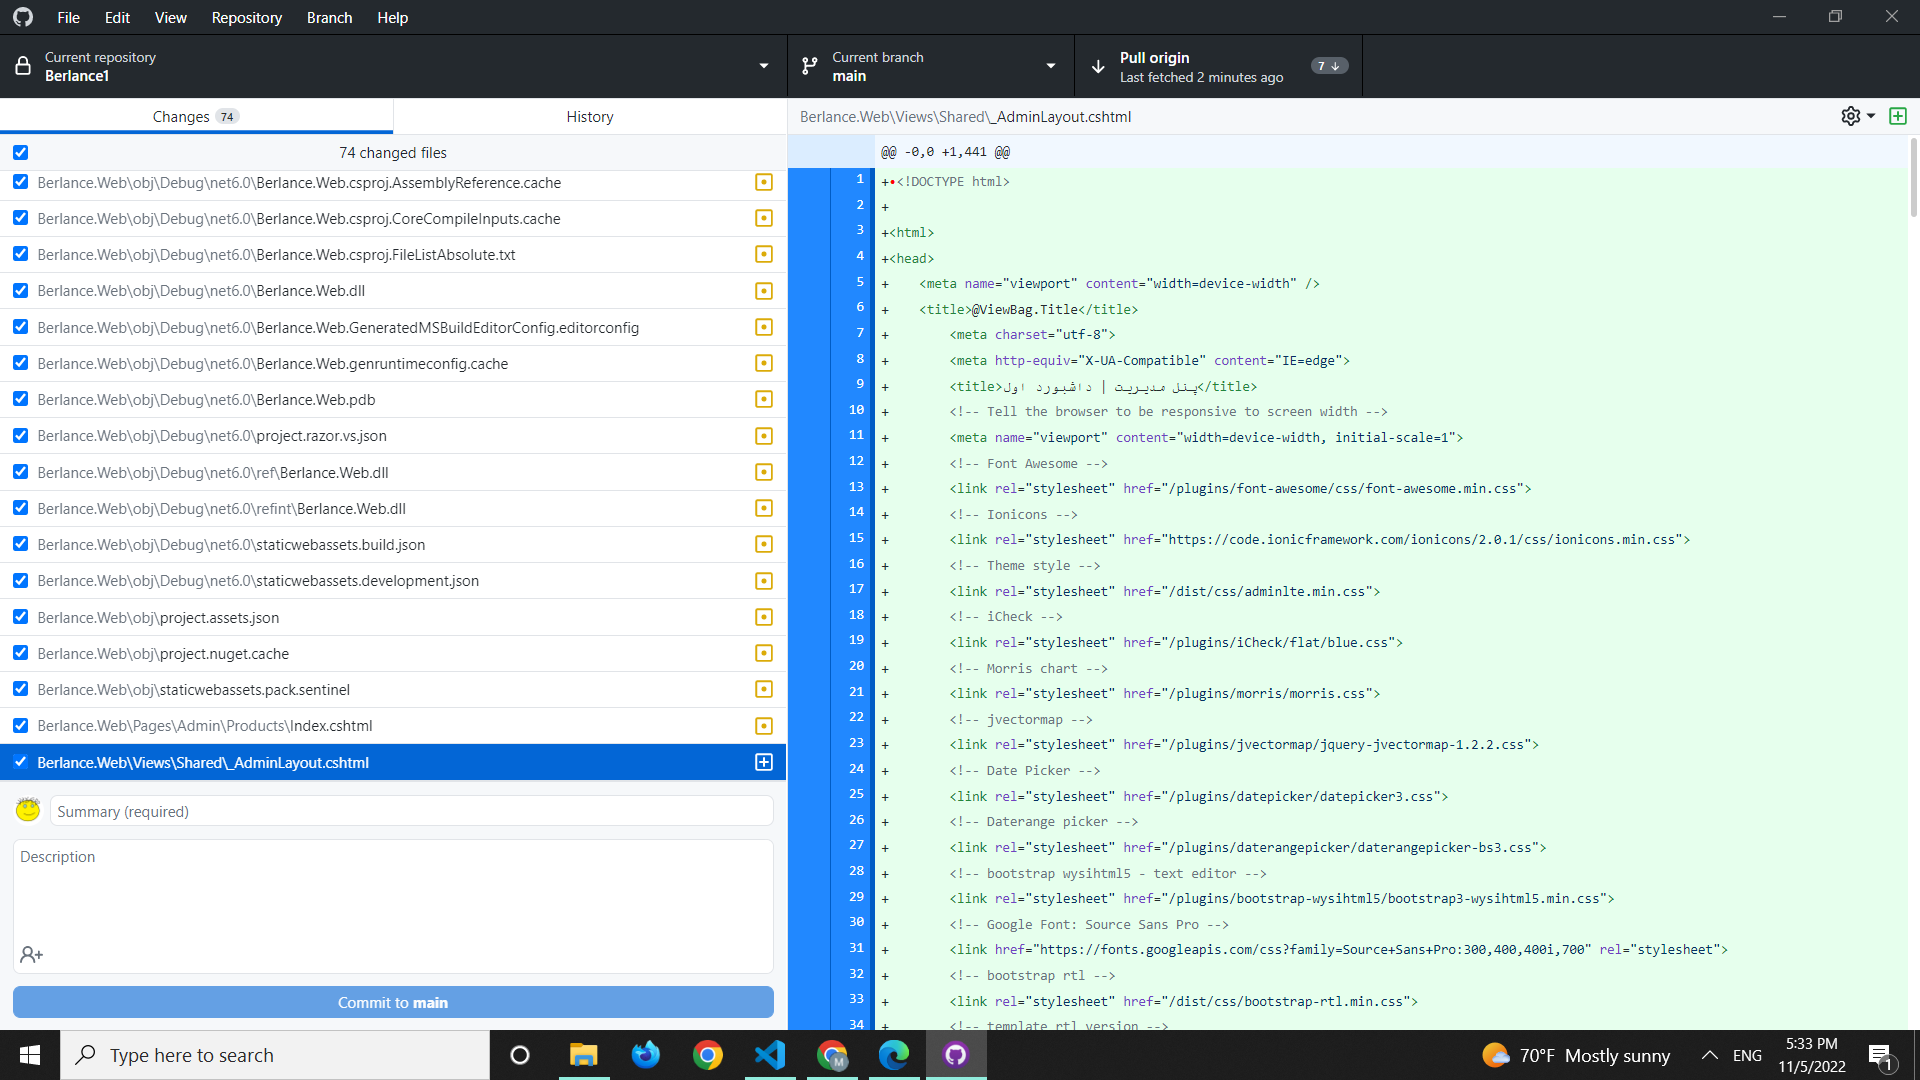 File Edit View Repository Branch Help
Current repository
Berlance1
Current branch
main
Pull origin
Last fetched 2 minutes ago
7
Changes 74
History
74 changed files
Berlance.Web\obj\Debug\net6.0\Berlance.Web.csproj.AssemblyReference.cache
Berlance.Web\obj\Debug\net6.0\Berlance.Web.csproj.CoreCompileInputs.cache
Berlance.Web\obj\Debug\net6.0\Berlance.Web.csproj.FileListAbsolute.txt
Berlance.Web\obj\Debug\net6.0\Berlance.Web.dll
Berlance.Web\obj\Debug\net6.0\Berlance.Web.GeneratedMSBuildEditorConfig.editorconfig
Berlance.Web\obj\Debug\net6.0\Berlance.Web.genruntimeconfig.cache
Berlance.Web\obj\Debug\net6.0\Berlance.Web.pdb
Berlance.Web\obj\Debug\net6.0\project.razor.vs.json
Berlance.Web\obj\Debug\net6.0\ref\Berlance.Web.dll
Berlance.Web\obj\Debug\net6.0\refint\Berlance.Web.dll
Berlance.Web\obj\Debug\net6.0\staticwebassets.build.json
Berlance.Web\obj\Debug\net6.0\staticwebassets.development.json
Berlance.Web\obj\project.assets.json
Berlance.Web\obj\project.nuget.cache
Berlance.Web\obj\staticwebassets.pack.sentinel
Berlance.Web\Pages\Admin\Products\Index.cshtml
Berlance.Web\Views\Shared\_AdminLayout.cshtml
Summary (required)
Description
Commit to main
Berlance.Web\Views\Shared\_AdminLayout.cshtml
@@ -0,0 +1,441 @@
1 +•<!DOCTYPE html>
2 +
3 +<html>
4 +<head>
5 + <meta name="viewport" content="width=device-width" />
6 + <title>@ViewBag.Title</title>
7 + <meta charset="utf-8">
8 + <meta http-equiv="X-UA-Compatible" content="IE=edge">
9 + <title>پنل مدیریت | داشبورد اول</title>
10 + <!-- Tell the browser to be responsive to screen width -->
11 + <meta name="viewport" content="width=device-width, initial-scale=1">
12 + <!-- Font Awesome -->
13 + <link rel="stylesheet" href="/plugins/font-awesome/css/font-awesome.min.css">
14 + <!-- Ionicons -->
15 + <link rel="stylesheet" href="https://code.ionicframework.com/ionicons/2.0.1/css/ionicons.min.css">
16 + <!-- Theme style -->
17 + <link rel="stylesheet" href="/dist/css/adminlte.min.css">
18 + <!-- iCheck -->
19 + <link rel="stylesheet" href="/plugins/iCheck/flat/blue.css">
20 + <!-- Morris chart -->
21 + <link rel="stylesheet" href="/plugins/morris/morris.css">
22 + <!-- jvectormap -->
23 + <link rel="stylesheet" href="/plugins/jvectormap/jquery-jvectormap-1.2.2.css">
24 + <!-- Date Picker -->
25 + <link rel="stylesheet" href="/plugins/datepicker/datepicker3.css">
26 + <!-- Daterange picker -->
27 + <link rel="stylesheet" href="/plugins/daterangepicker/daterangepicker-bs3.css">
28 + <!-- bootstrap wysihtml5 - text editor -->
29 + <link rel="stylesheet" href="/plugins/bootstrap-wysihtml5/bootstrap3-wysihtml5.min.css">
30 + <!-- Google Font: Source Sans Pro -->
31 + <link href="https://fonts.googleapis.com/css?family=Source+Sans+Pro:300,400,400i,700" rel="stylesheet">
32 + <!-- bootstrap rtl -->
33 + <link rel="stylesheet" href="/dist/css/bootstrap-rtl.min.css">
34 + <!-- template rtl version -->
Type here to search
M
70°F Mostly sunny
ENG
5:33 PM
11/5/2022
1